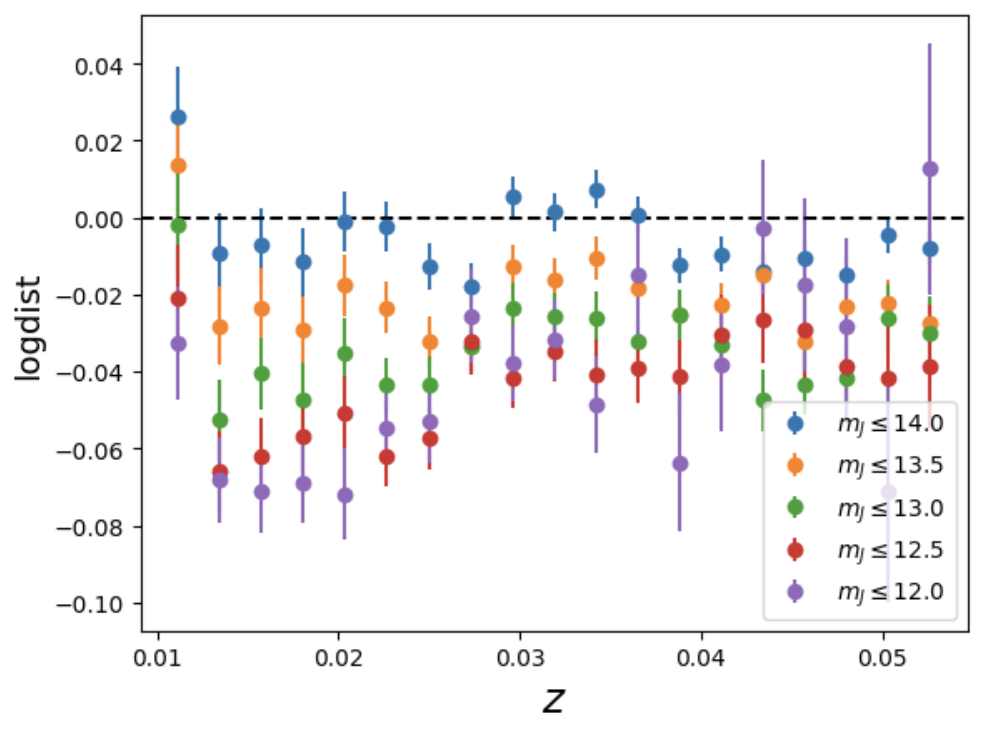 0.04
0.02
0.00
−0.02
−0.04
−0.06
−0.08
−0.10
logdist
0.01 0.02 0.03 0.04 0.05
z
m_J ≤ 14.0
m_J ≤ 13.5
m_J ≤ 13.0
m_J ≤ 12.5
m_J ≤ 12.0